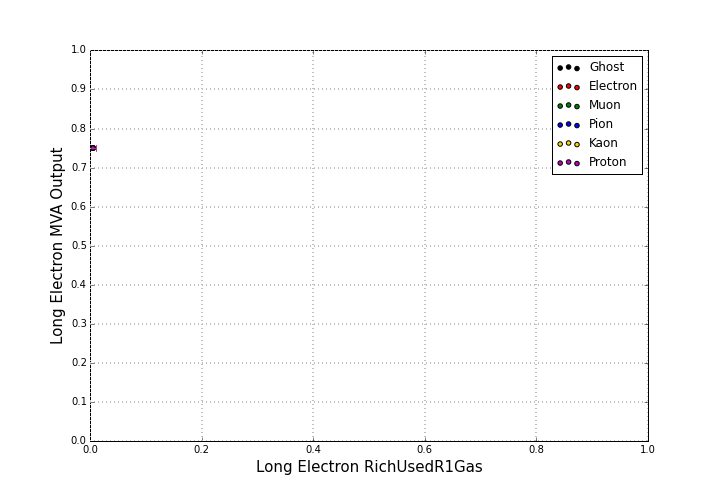 Ghost
Electron
Muon
Pion
Kaon
Proton
1.0
0.9
0.8
0.7
0.6
0.5
0.4
0.3
0.2
0.1
0.0
Long Electron MVA Output
0.0 0.2 0.4 0.6 0.8 1.0
Long Electron RichUsedR1Gas